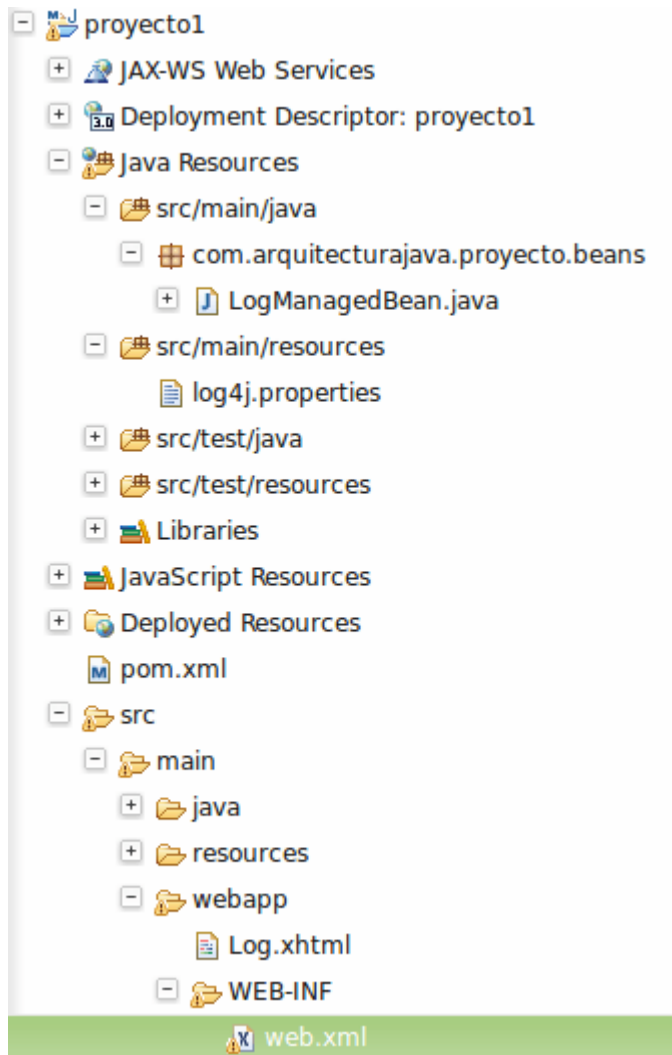 proyecto1
JAX-WS Web Services
3.0 Deployment Descriptor: proyecto1
Java Resources
src/main/java
com.arquitecturajava.proyecto.beans
J LogManagedBean.java
src/main/resources
log4j.properties
src/test/java
src/test/resources
Libraries
JavaScript Resources
Deployed Resources
M pom.xml
src
main
java
resources
webapp
Log.xhtml
WEB-INF
X web.xml